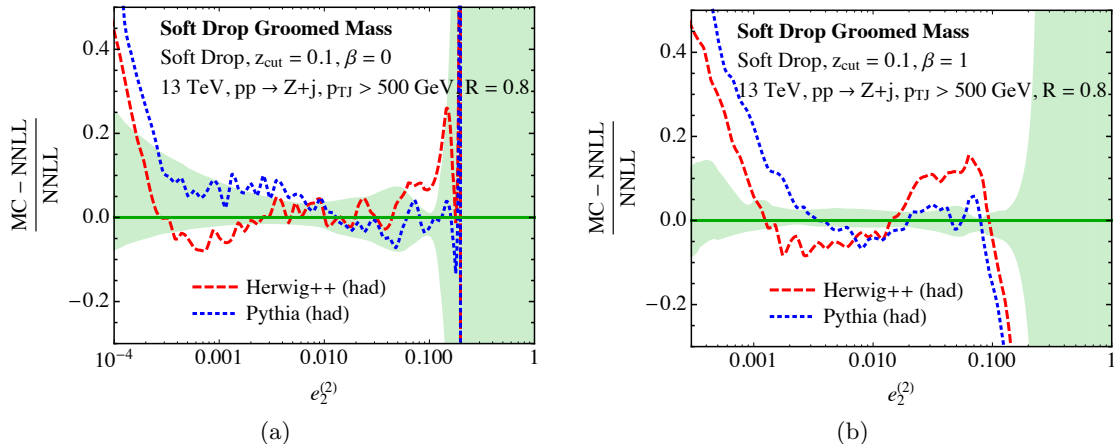 Soft Drop Groomed Mass
Soft Drop, z_cut = 0.1, β = 0
13 TeV, pp → Z+j, p_TJ > 500 GeV, R = 0.8
MC − NNLL
NNLL
0.4
0.2
0.0
−0.2
Herwig++ (had)
Pythia (had)
10^−4 0.001 0.010 0.100 1
e_2^(2)
(a)
Soft Drop Groomed Mass
Soft Drop, z_cut = 0.1, β = 1
13 TeV, pp → Z+j, p_TJ > 500 GeV, R = 0.8
MC − NNLL
NNLL
0.4
0.2
0.0
−0.2
Herwig++ (had)
Pythia (had)
0.001 0.010 0.100 1
e_2^(2)
(b)